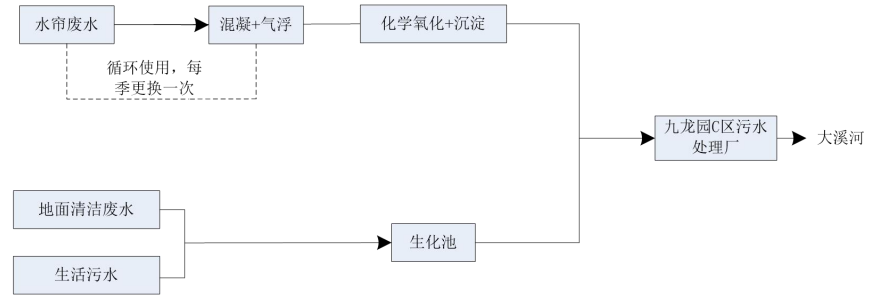 水帘废水
混凝+气浮
化学氧化+沉淀
循环使用，每
季更换一次
九龙园C区污水
处理厂
大溪河
地面清洁废水
生化池
生活污水